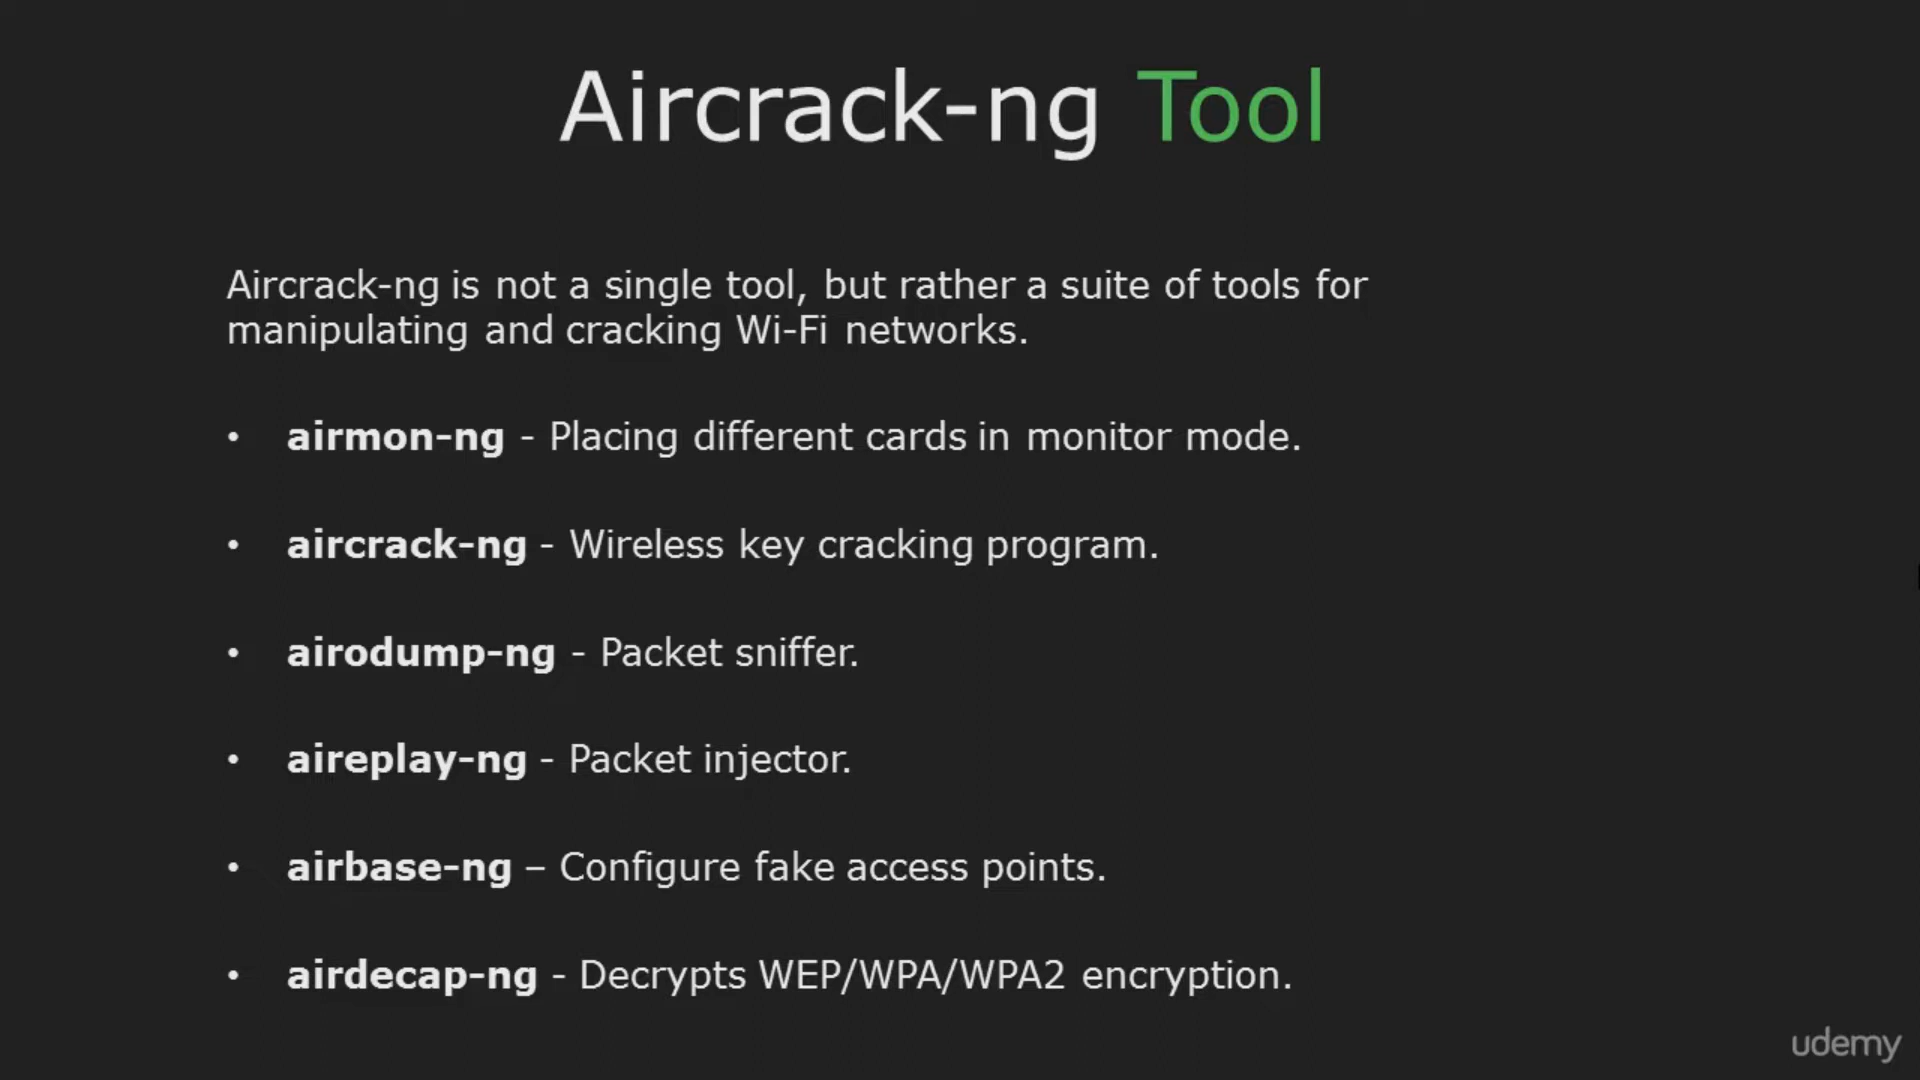 Aircrack-ng Tool
Aircrack-ng is not a single tool, but rather a suite of tools for
manipulating and cracking Wi-Fi networks.
• airmon-ng - Placing different cards in monitor mode.
• aircrack-ng - Wireless key cracking program.
• airodump-ng - Packet sniffer.
• aireplay-ng - Packet injector.
• airbase-ng – Configure fake access points.
• airdecap-ng - Decrypts WEP/WPA/WPA2 encryption.
udemy